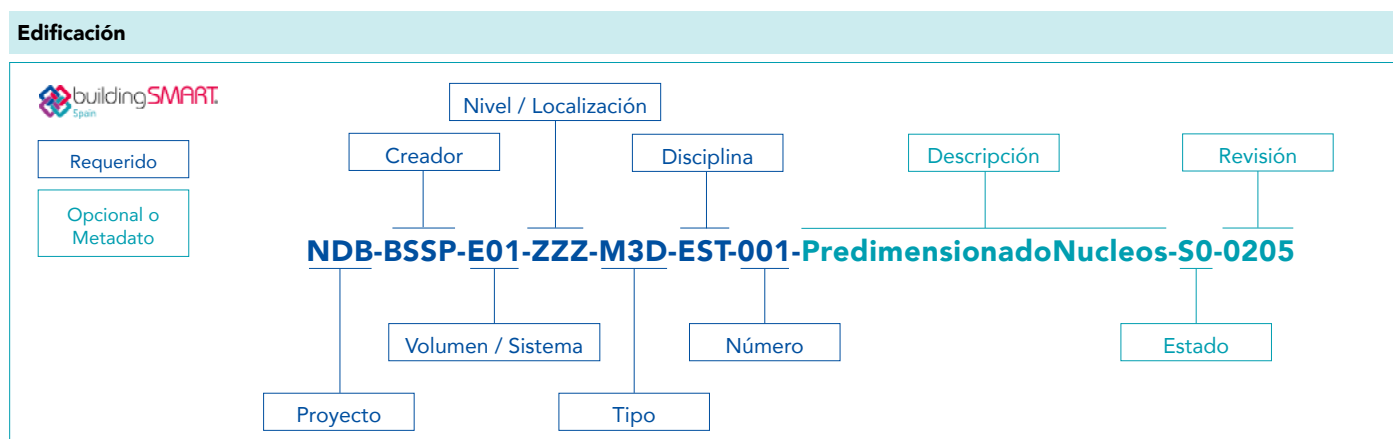 Edificación
buildingSMART
Spain
Nivel / Localización
Requerido
Creador
Disciplina
Descripción
Revisión
Opcional o
Metadato
NDB-BSSP-E01-ZZZ-M3D-EST-001-PredimensionadoNucleos-S0-0205
Volumen / Sistema
Número
Estado
Proyecto
Tipo